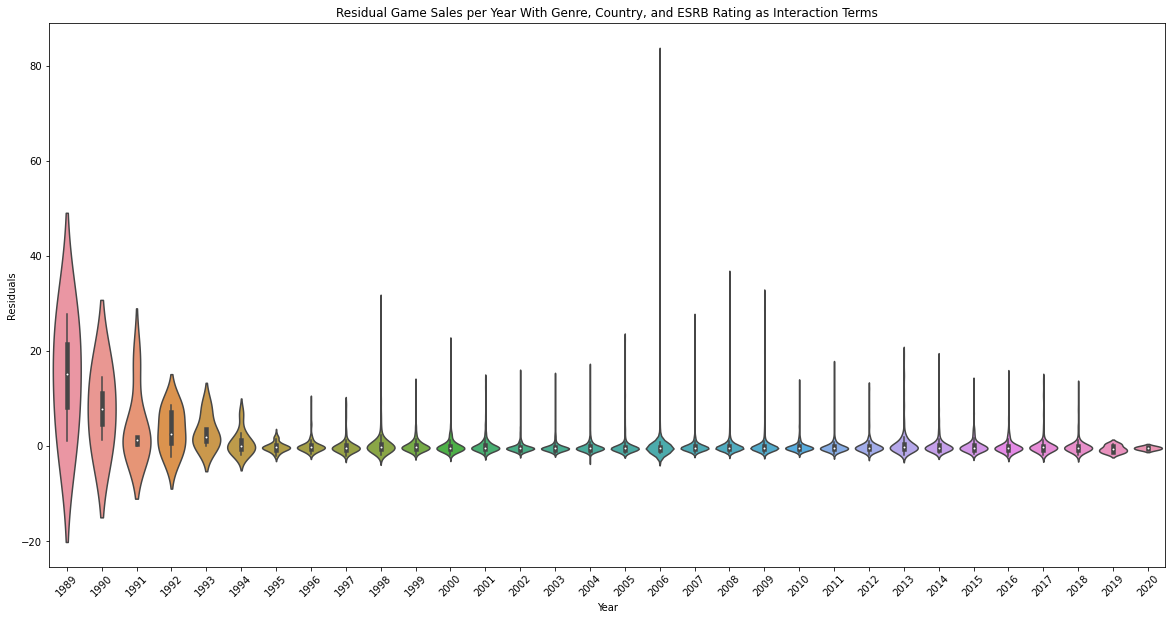 Residual Game Sales per Year With Genre, Country, and ESRB Rating as Interaction Terms
80
60
40
20
0
−20
Residuals
1989 1990 1991 1992 1993 1994 1995 1996 1997 1998 1999 2000 2001 2002 2003 2004 2005 2006 2007 2008 2009 2010 2011 2012 2013 2014 2015 2016 2017 2018 2019 2020
Year